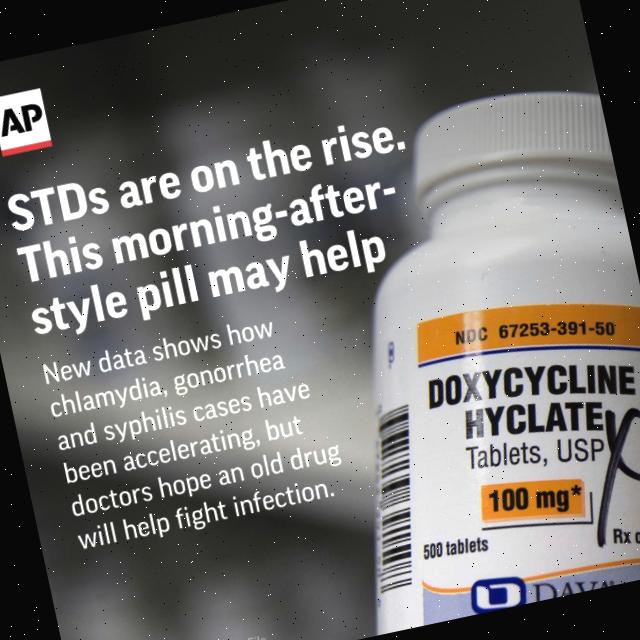 AP
STDs are on the rise.
This morning-after-
style pill may help
New data shows how
chlamydia, gonorrhea
and syphilis cases have
been accelerating, but
doctors hope an old drug
will help fight infection.
NDC 67253-391-50
DOXYCYCLINE
HYCLATE
Tablets, USP
100 mg*
500 tablets
Rx
File